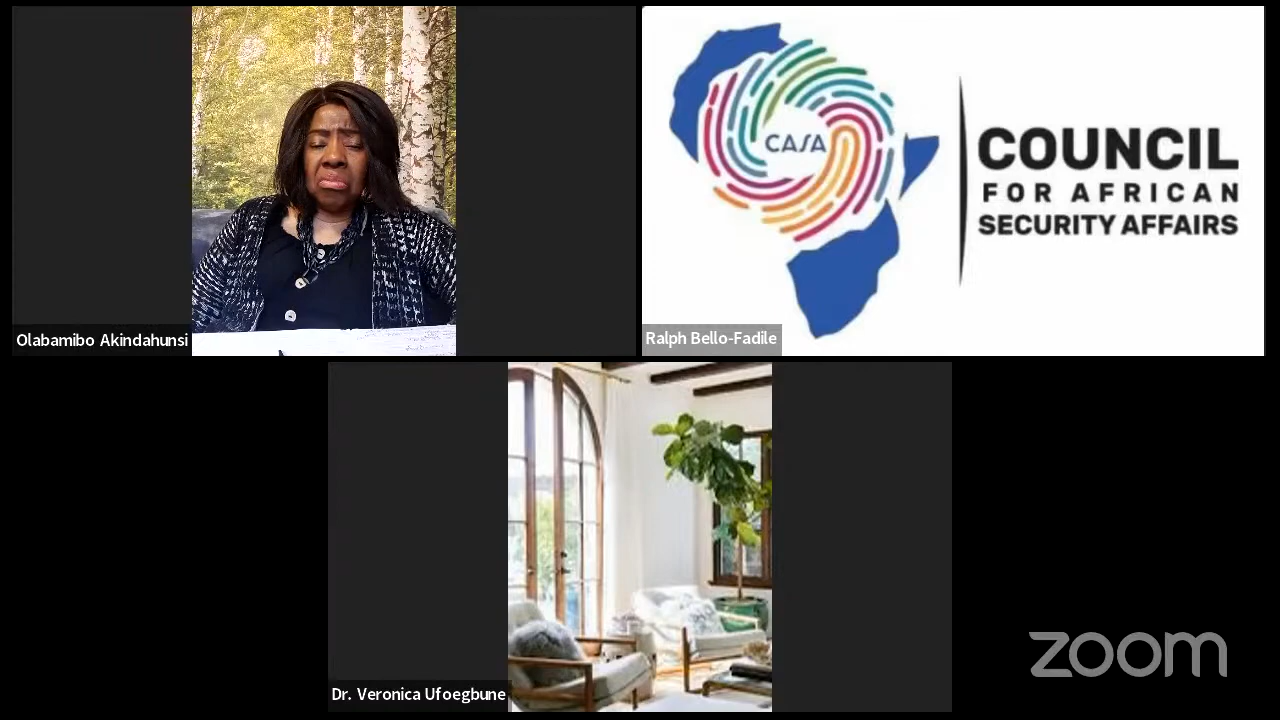 Olabamibo Akindahunsi
CASA
COUNCIL
FOR AFRICAN
SECURITY AFFAIRS
Ralph Bello-Fadile
Dr. Veronica Ufoegbune
zoom